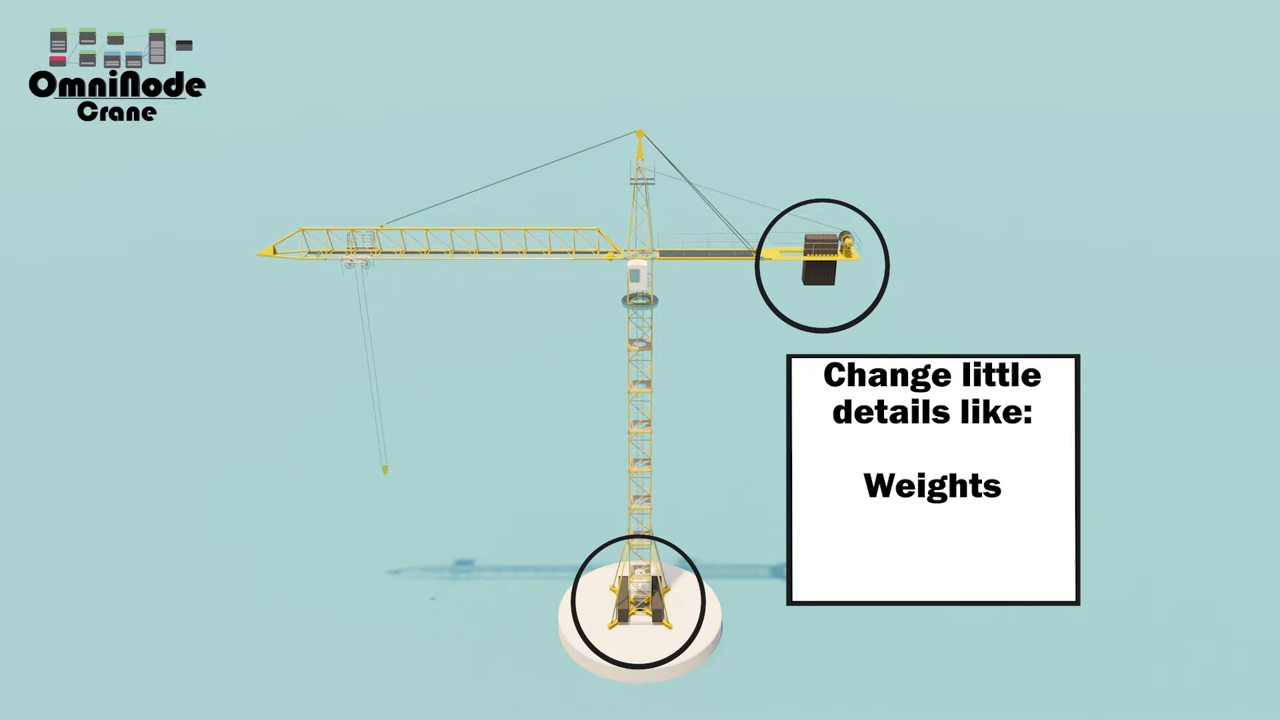 OmniNode
Crane
Change little
details like:
Weights